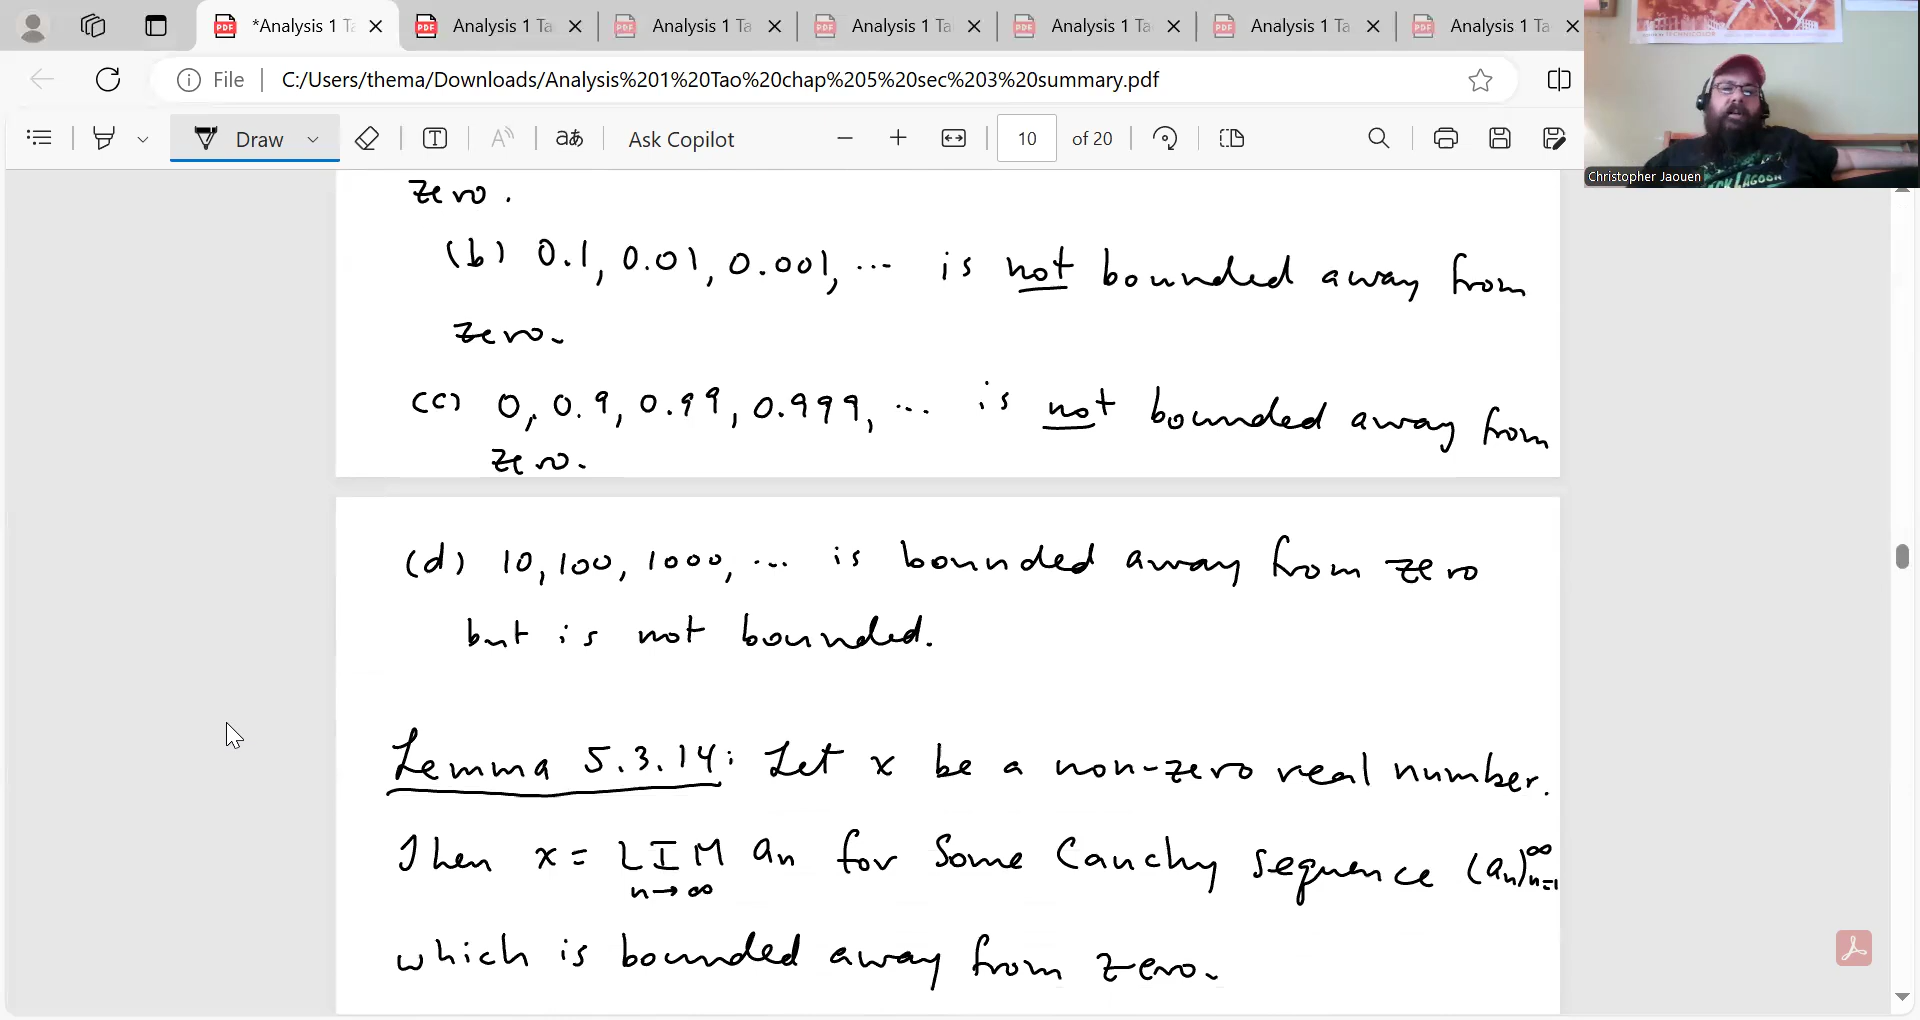 *Analysis 1 Ta
Analysis 1 Ta
Analysis 1 Ta
Analysis 1 Ta
Analysis 1 Ta
Analysis 1 Ta
Analysis 1 Ta
File C:/Users/thema/Downloads/Analysis%201%20Tao%20chap%205%20sec%203%20summary.pdf
Draw T aあ Ask Copilot 10 of 20
TECHNICOLOR
Christopher Jaouen
zero.
(b) 0.1, 0.01, 0.001, ... is not bounded away from
zero.
(c) 0, 0.9, 0.99, 0.999, ... is not bounded away from
zero.
(d) 10, 100, 1000, ... is bounded away from zero
but is not bounded.
Lemma 5.3.14: Let x be a non-zero real number.
Then x = LIM an for some Cauchy sequence (an)∞n=1
n→∞
which is bounded away from zero.